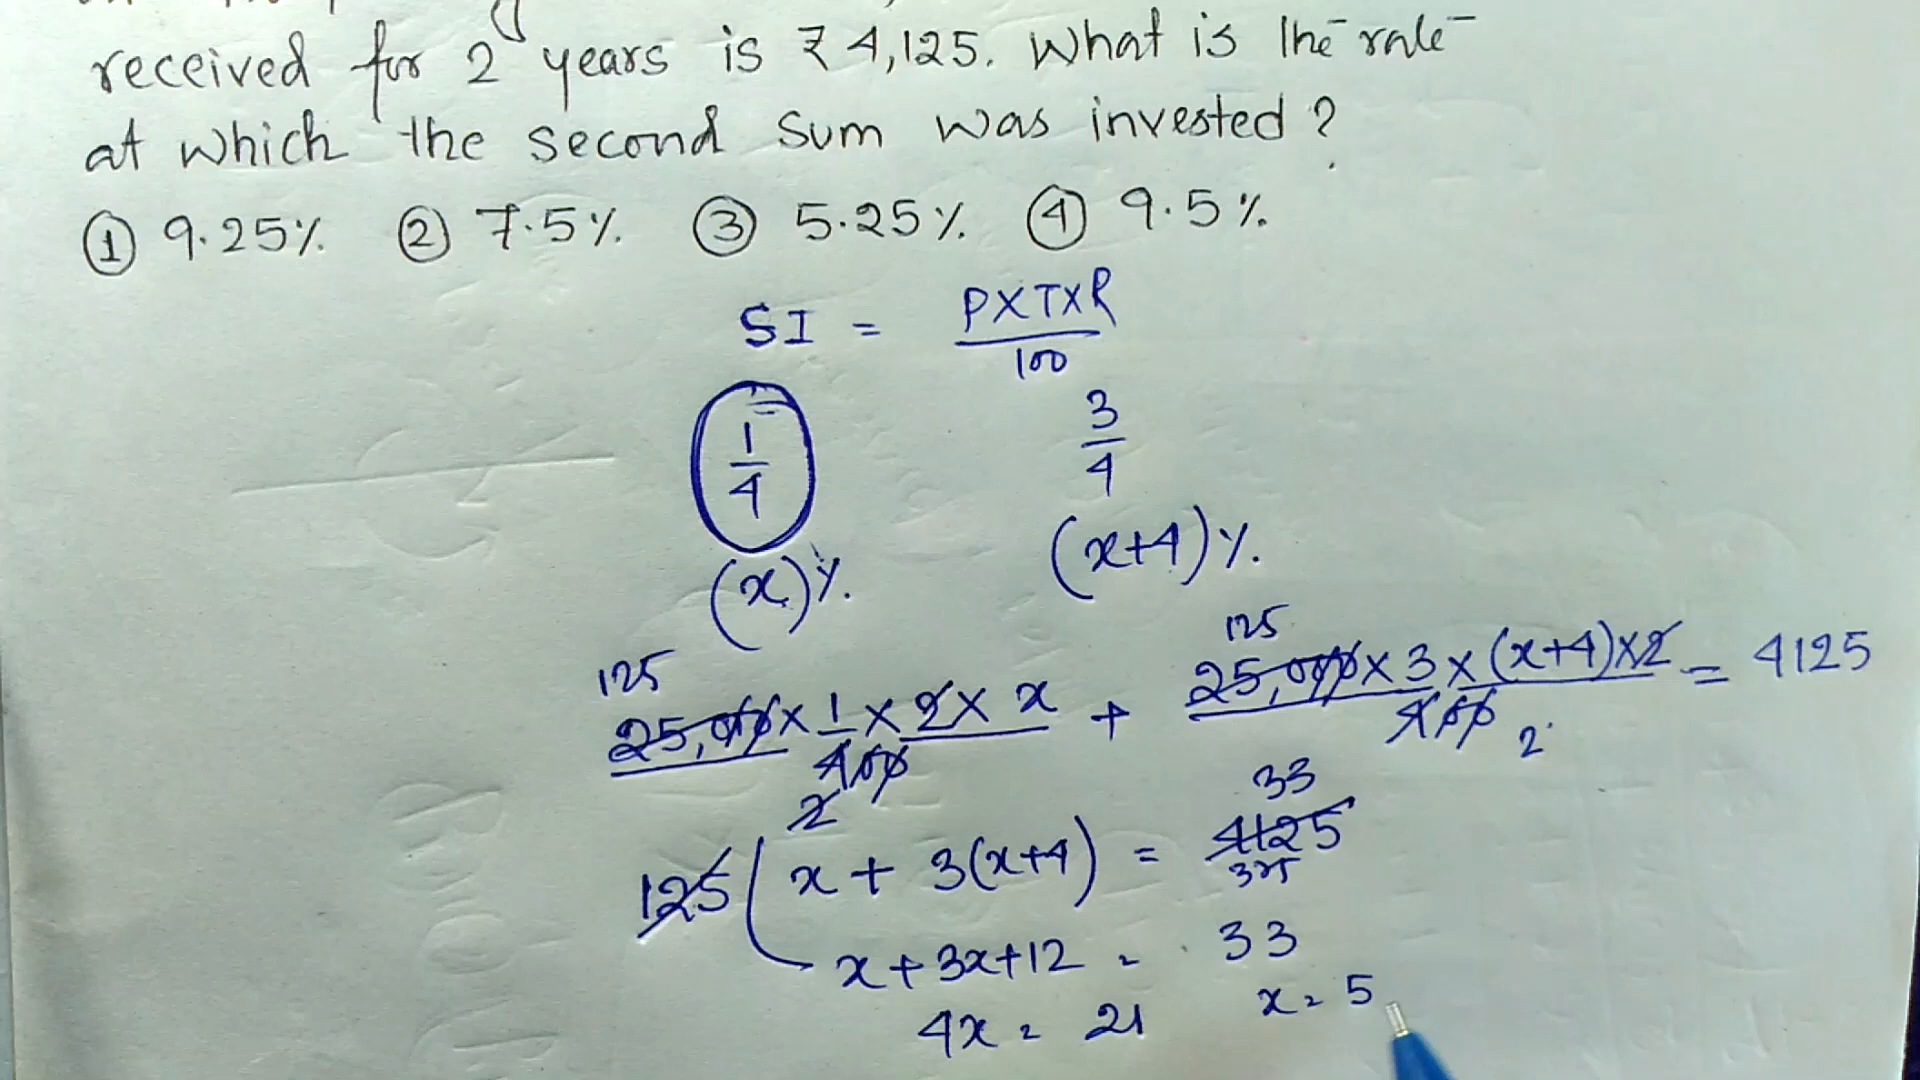 received for 2 years is ₹ 4,125. What is the rate
at which the second sum was invested ?
① 9.25% ② 7.5% ③ 5.25% ④ 9.5%
SI = PXTXR
100
1 3
4 4
(x)% (x+4)%
125 125
25,000 x 1 x 2 x x + 25,000 x 3 x (x+4)x2 = 4125
400 400
2 2
33
125 ( x + 3(x+4) ) = 4125
375
x + 3x+12 = 33
4x = 21 x = 5